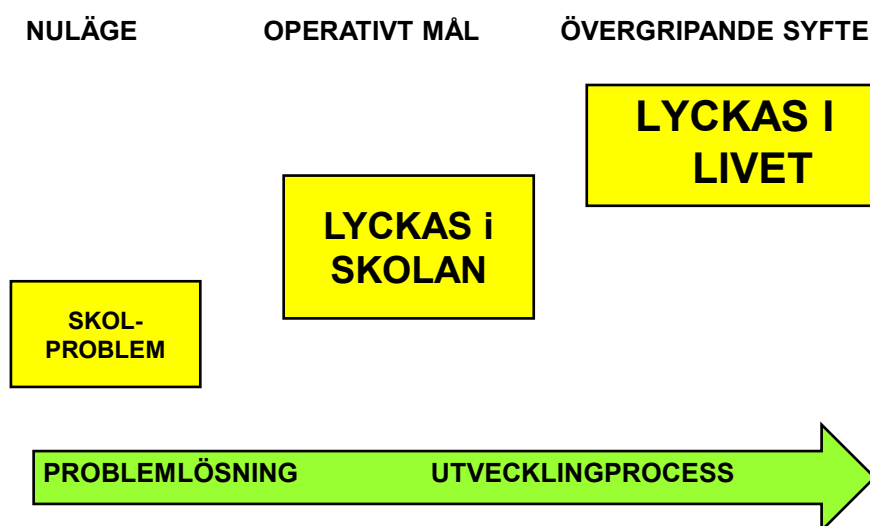 NULÄGE OPERATIVT MÅL ÖVERGRIPANDE SYFTE
LYCKAS I
LIVET
LYCKAS i
SKOLAN
SKOL-
PROBLEM
PROBLEMLÖSNING UTVECKLINGPROCESS